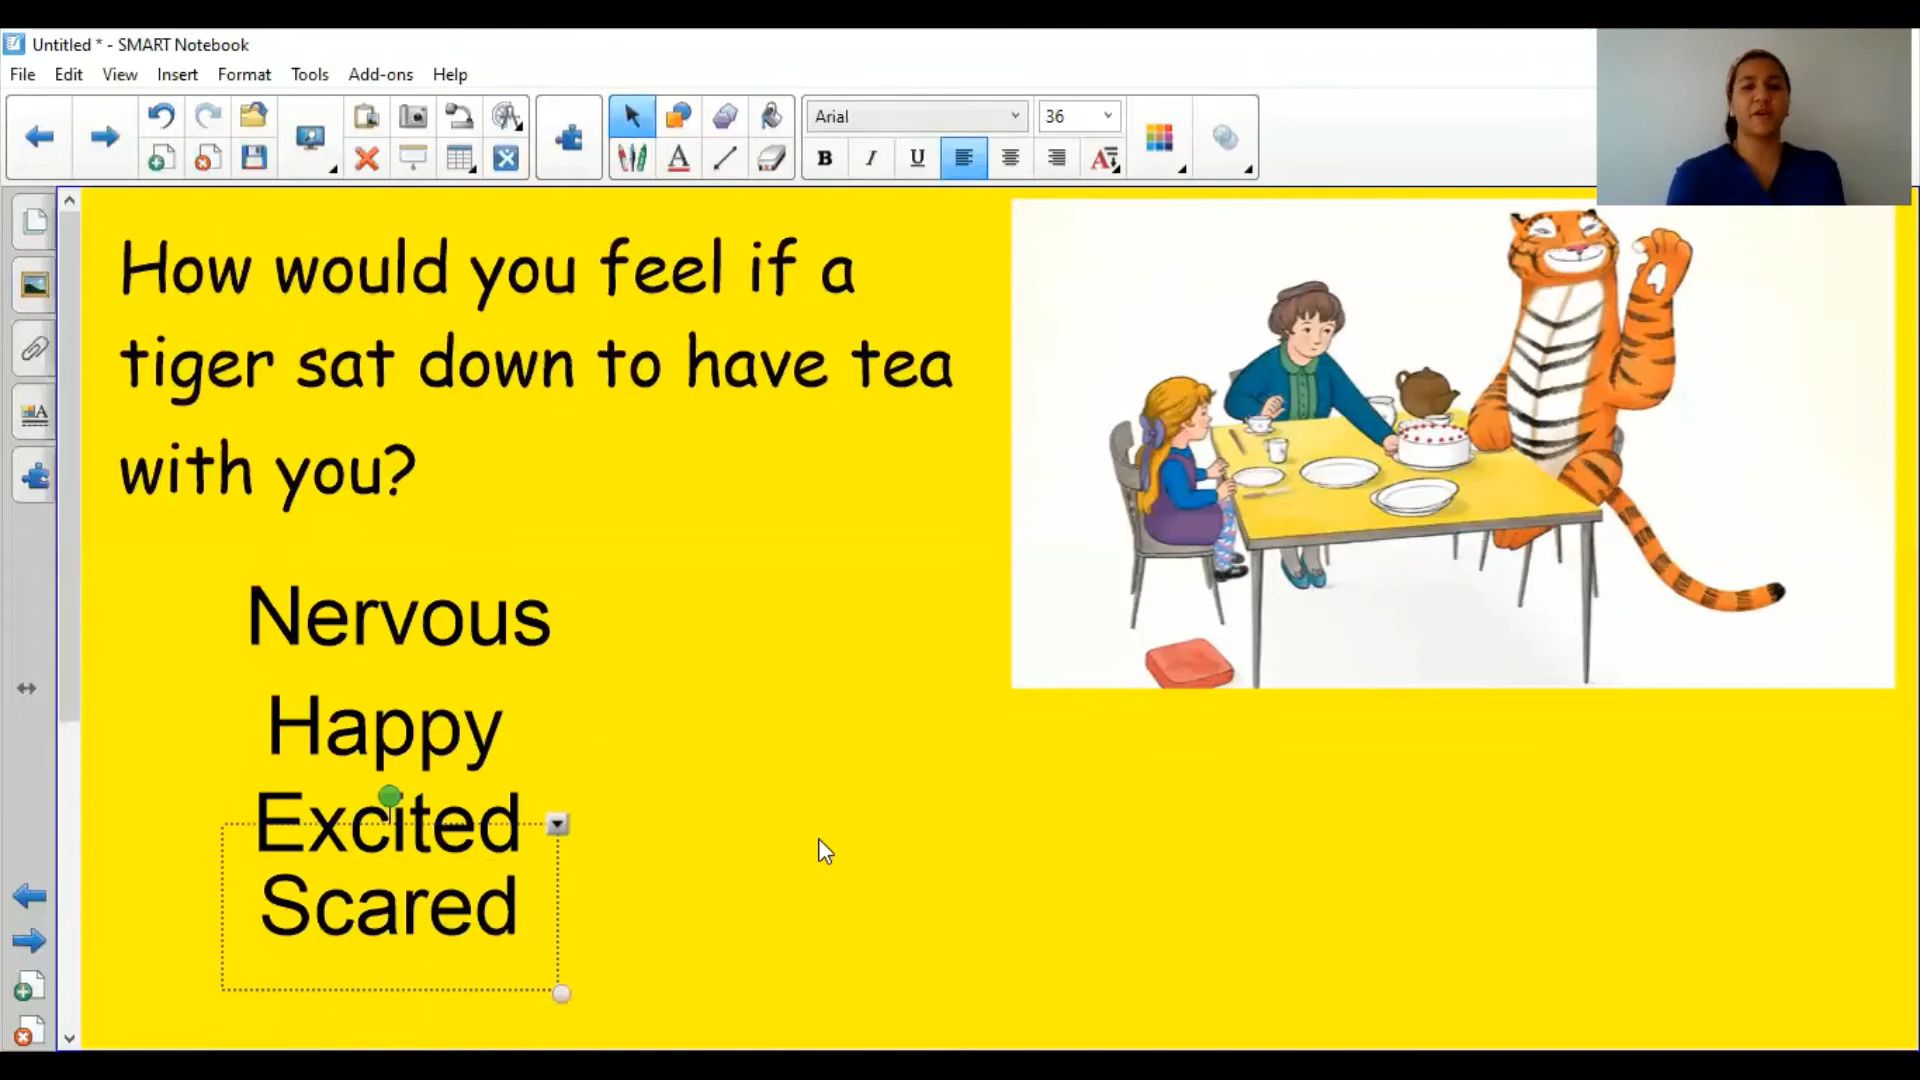 Untitled * - SMART Notebook
File Edit View Insert Format Tools Add-ons Help
Arial 36
B I U A
A
How would you feel if a
tiger sat down to have tea
with you?
Nervous
Happy
Excited
Scared